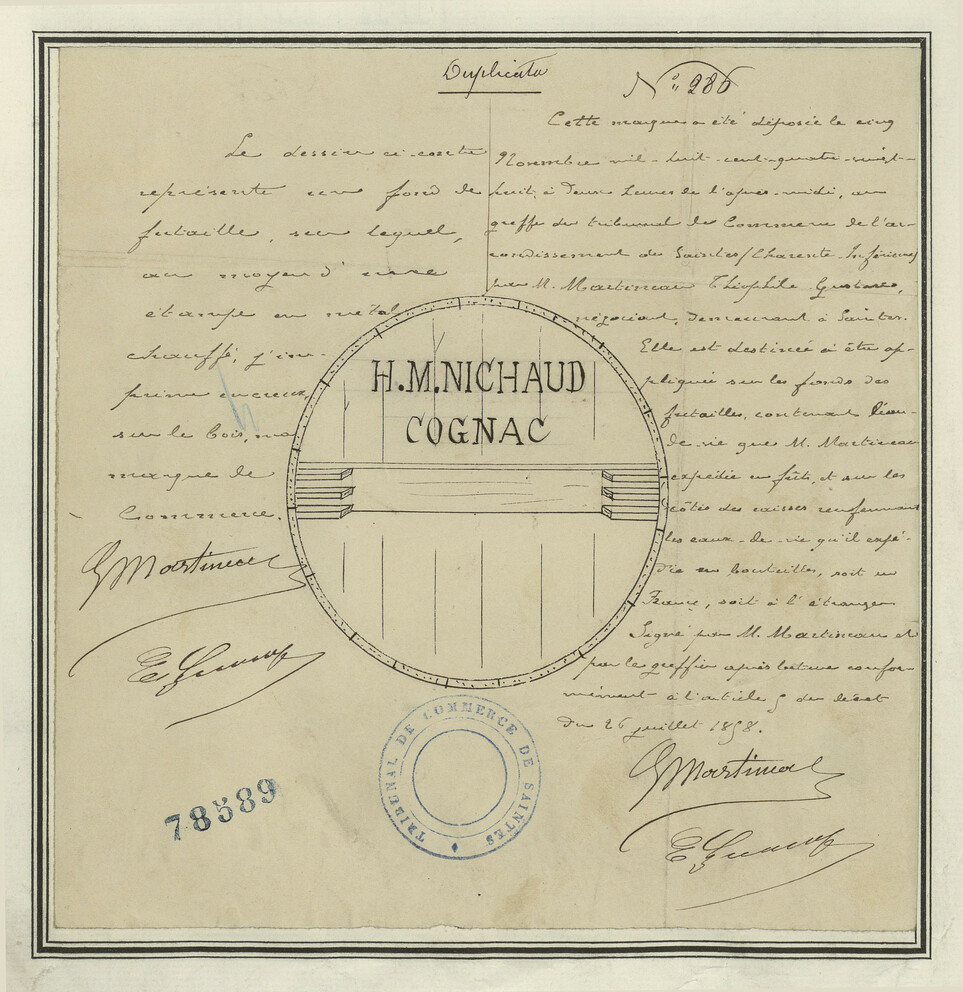 Duplicata
N° 286
Le dessin ci-contre
représente un fond de
futaille, sur lequel,
au moyen d'une
étampe en métal
chauffé, j'im-
prime en creux,
sur le bois, ma
marque de
Commerce.
GMartineau
Cette marque a été déposée le cinq
Novembre mil-huit-cent-quatre-vingt-
huit, à deux heures de l'après-midi, au
greffe du tribunal de Commerce de l'ar-
rondissement de Saintes (Charente-Inférieure)
par M. Martineau Théophile Gustave,
négociant, demeurant à Saintes.
Elle est destinée à être ap-
pliquée sur les fonds des
futailles, contenant l'eau-
de-vie que M. Martineau
expédie en fûts, et sur les
côtés des caisses renfermant
les eaux-de-vie qu'il expé-
die en bouteilles, soit en
France, soit à l'étranger
Signé par M. Martineau et
par le greffier après lecture confor-
mément à l'article 5 du décret
du 26 juillet 1858.
GMartineau
H.M.NICHAUD
COGNAC
TRIBUNAL DE COMMERCE DE SAINTES
78589